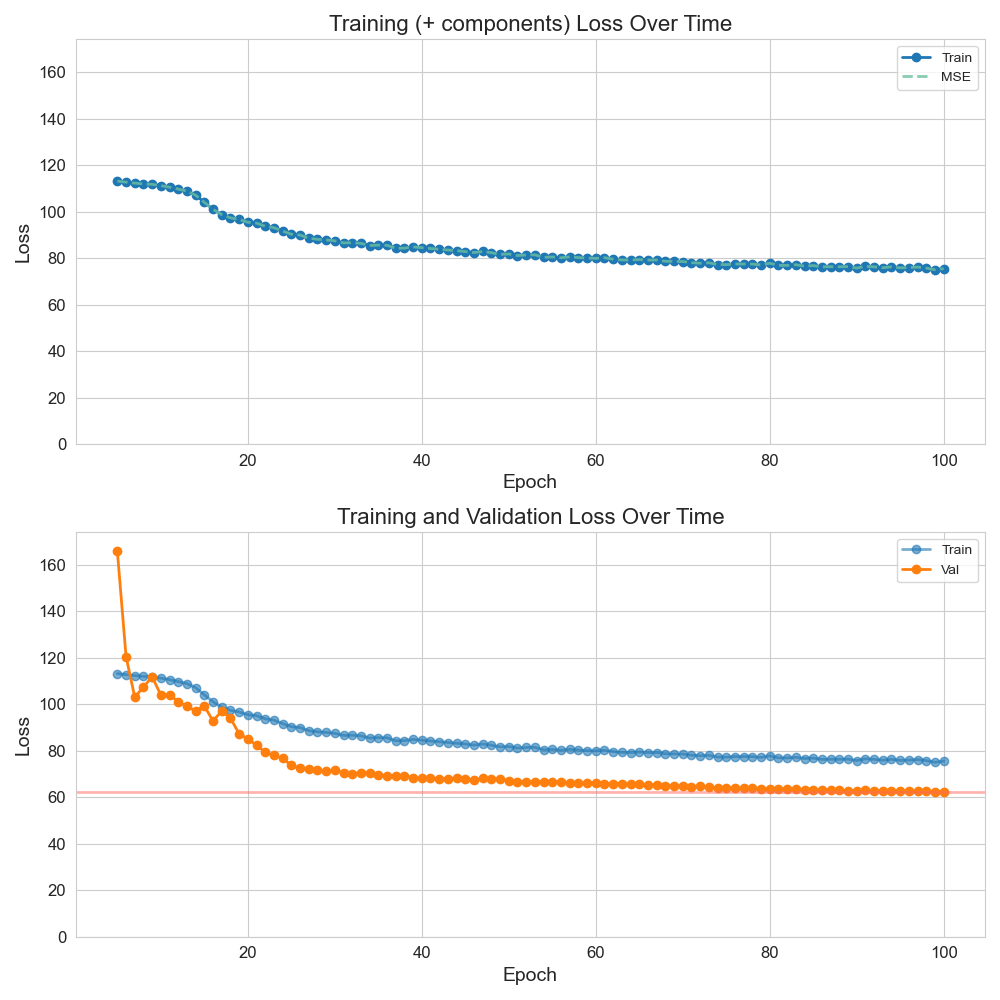 Training (+ components) Loss Over Time
Train
MSE
160
140
120
100
80
60
40
20
0
Loss
20 40 60 80 100
Epoch
Training and Validation Loss Over Time
Train
Val
160
140
120
100
80
60
40
20
0
Loss
20 40 60 80 100
Epoch